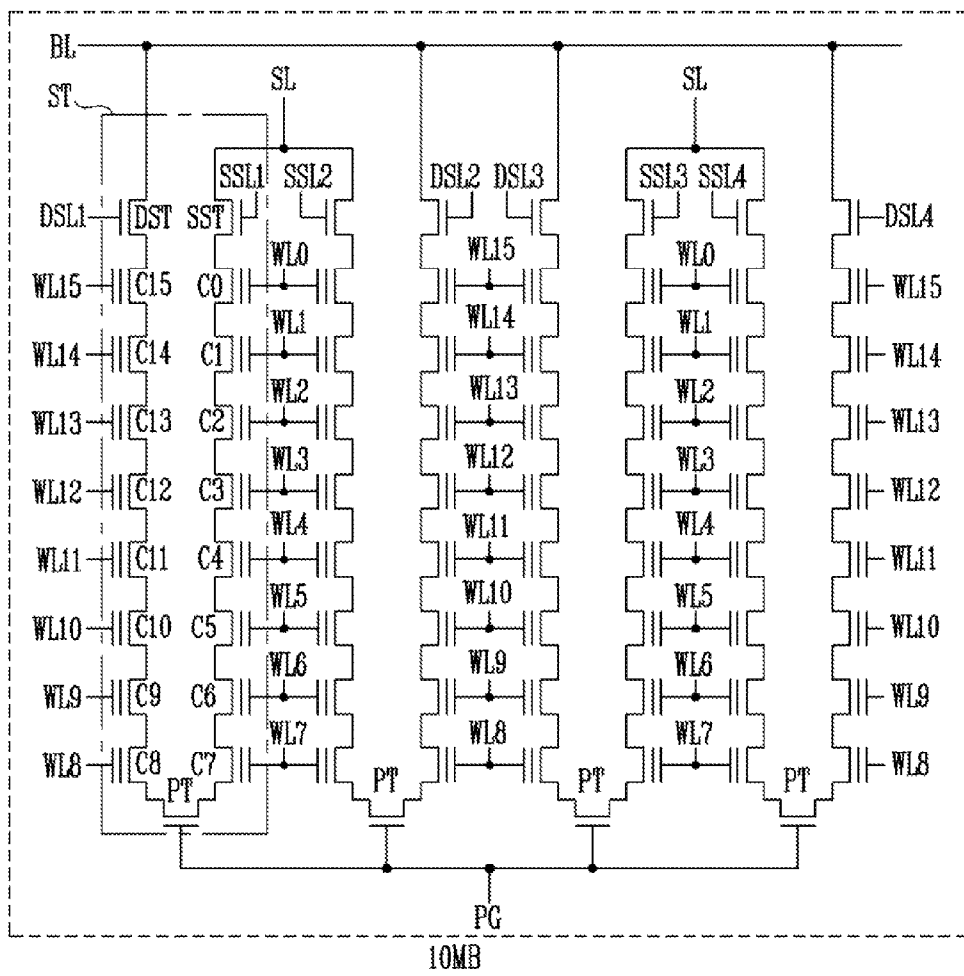 BL
ST
SL SL
SSL1 SSL2 DSL2 DSL3 SSL3 SSL4
DSL1 DST SST DSL4
WL15 C15 C0 WL0 WL15 WL0 WL15
WL14 C14 C1 WL1 WL14 WL1 WL14
WL13 C13 C2 WL2 WL13 WL2 WL13
WL12 C12 C3 WL3 WL12 WL3 WL12
WL11 C11 C4 WL4 WL11 WL4 WL11
WL10 C10 C5 WL5 WL10 WL5 WL10
WL9 C9 C6 WL6 WL9 WL6 WL9
WL8 C8 C7 WL7 WL8 WL7 WL8
PT PT PT PT
PG
10MB